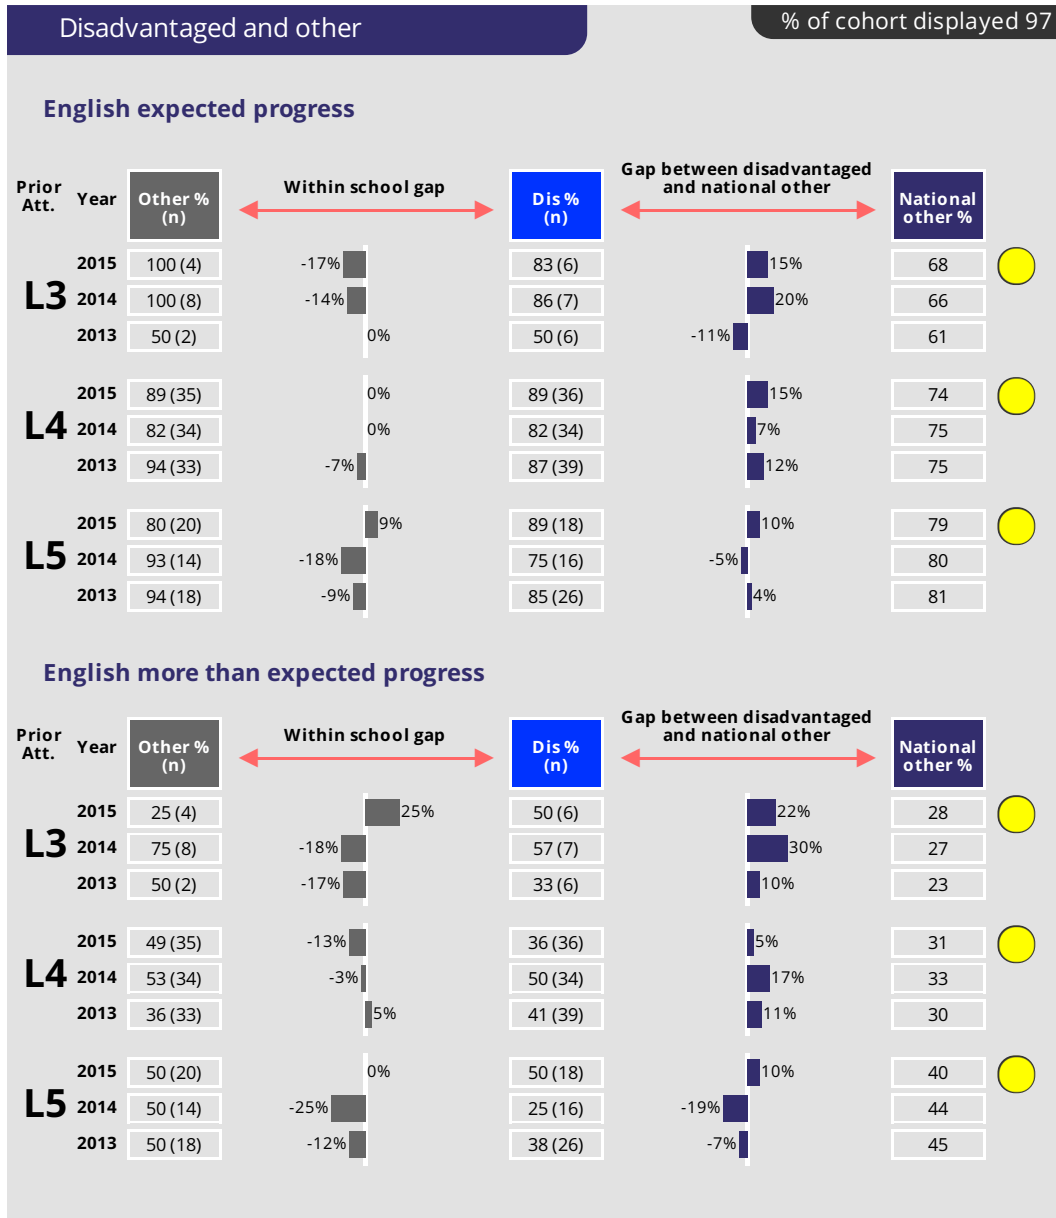 Disadvantaged and other
% of cohort displayed 97
English expected progress
Prior Att.
Year
Other % (n)
Within school gap
Dis % (n)
Gap between disadvantaged and national other
National other %
L3
2015 100 (4) -17% 83 (6) 15% 68
2014 100 (8) -14% 86 (7) 20% 66
2013 50 (2) 0% 50 (6) -11% 61
L4
2015 89 (35) 0% 89 (36) 15% 74
2014 82 (34) 0% 82 (34) 7% 75
2013 94 (33) -7% 87 (39) 12% 75
L5
2015 80 (20) 9% 89 (18) 10% 79
2014 93 (14) -18% 75 (16) -5% 80
2013 94 (18) -9% 85 (26) 4% 81
English more than expected progress
Prior Att.
Year
Other % (n)
Within school gap
Dis % (n)
Gap between disadvantaged and national other
National other %
L3
2015 25 (4) 25% 50 (6) 22% 28
2014 75 (8) -18% 57 (7) 30% 27
2013 50 (2) -17% 33 (6) 10% 23
L4
2015 49 (35) -13% 36 (36) 5% 31
2014 53 (34) -3% 50 (34) 17% 33
2013 36 (33) 5% 41 (39) 11% 30
L5
2015 50 (20) 0% 50 (18) 10% 40
2014 50 (14) -25% 25 (16) -19% 44
2013 50 (18) -12% 38 (26) -7% 45